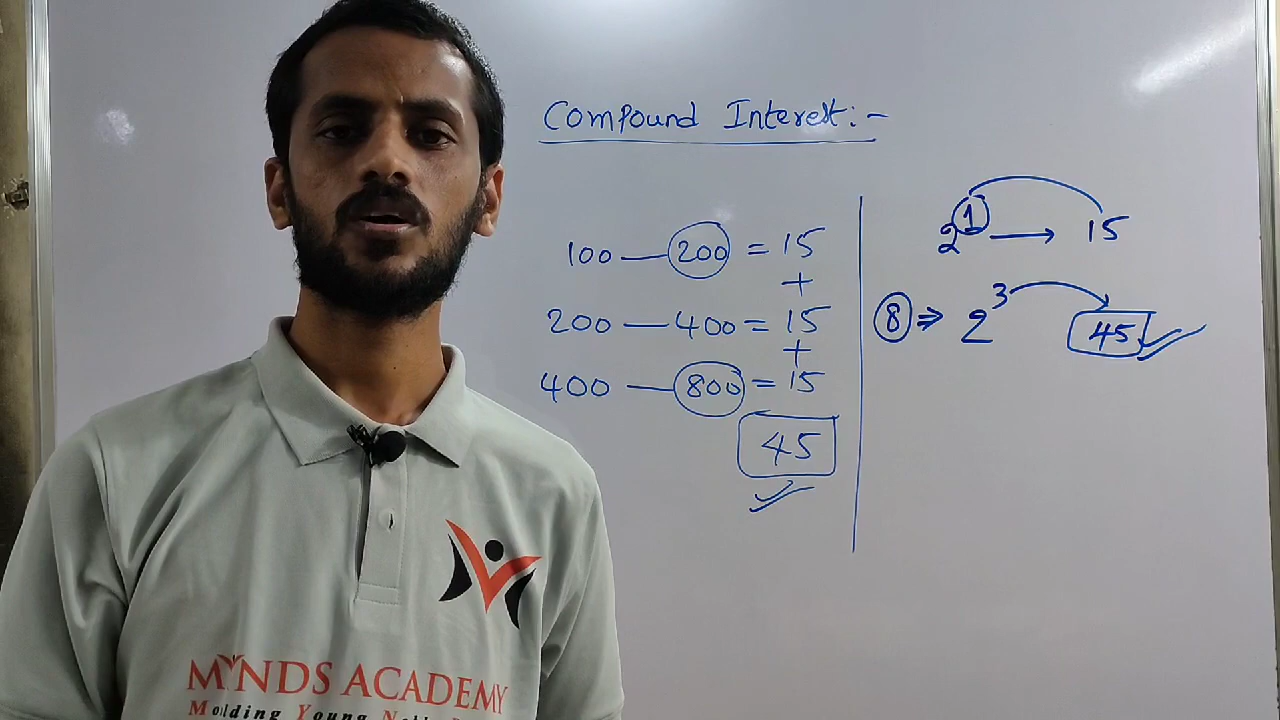 Compound Interest:-
100 — 200 = 15
+
200 — 400 = 15
+
400 — 800 = 15
45
2^1 → 15
8 ⇒ 2^3 45
MINDS ACADEMY
Molding Young